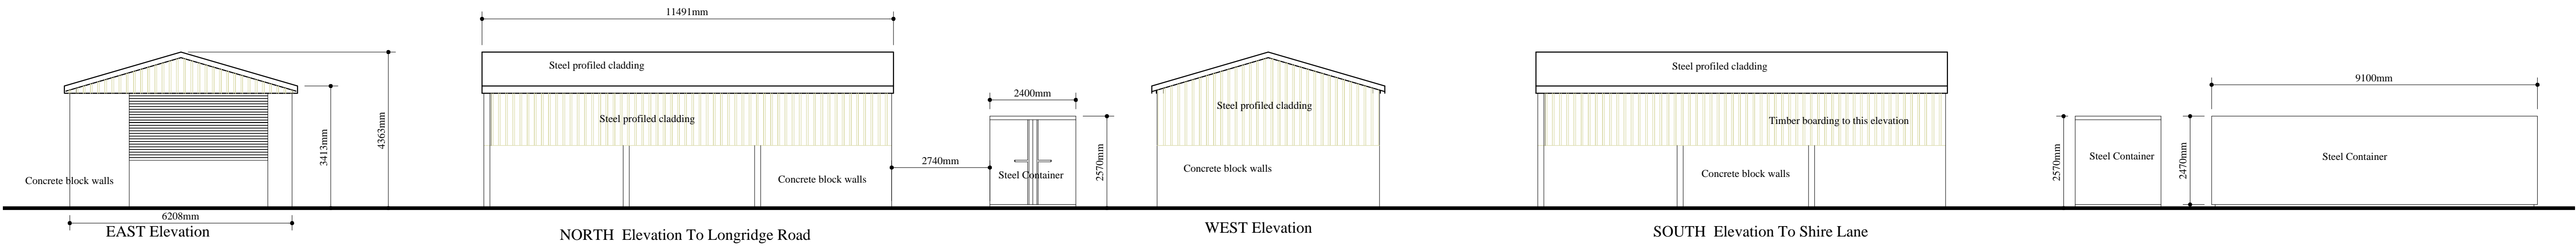 11491mm
Steel profiled cladding
Steel profiled cladding
Steel profiled cladding
4363mm
3413mm
Steel profiled cladding
2400mm
Steel profiled cladding
9100mm
Timber boarding to this elevation
2740mm
2570mm
Steel Container
Concrete block walls
Concrete block walls
Concrete block walls
Concrete block walls
2570mm
Steel Container
2470mm
Steel Container
6208mm
EAST Elevation
NORTH Elevation To Longridge Road
WEST Elevation
SOUTH Elevation To Shire Lane